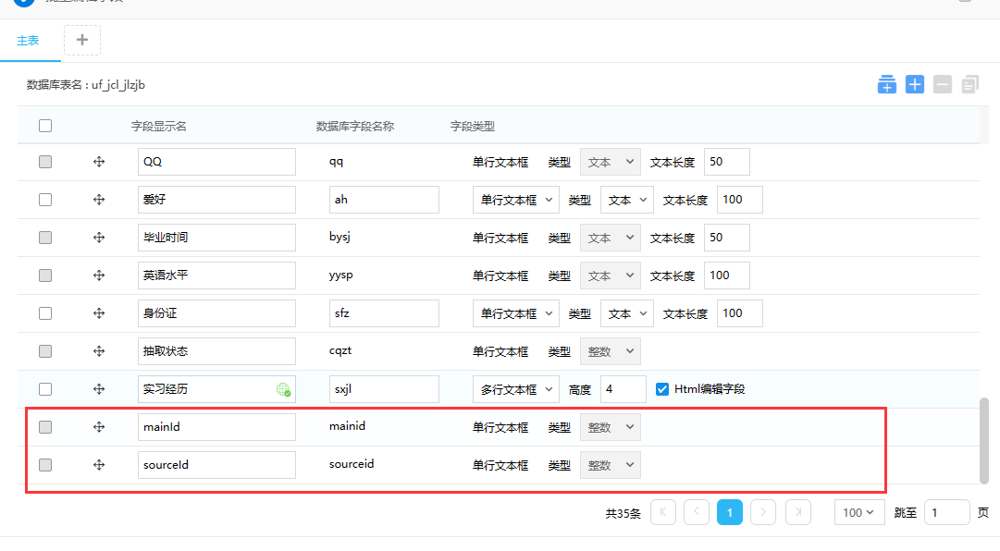 主表
数据库表名 : uf_jcl_jlzjb
字段显示名 数据库字段名称 字段类型
QQ qq 单行文本框 类型 文本 文本长度 50
爱好 ah 单行文本框 类型 文本 文本长度 100
毕业时间 bysj 单行文本框 类型 文本 文本长度 50
英语水平 yysp 单行文本框 类型 文本 文本长度 100
身份证 sfz 单行文本框 类型 文本 文本长度 100
抽取状态 cqzt 单行文本框 类型 整数
实习经历 sxjl 多行文本框 高度 4 Html编辑字段
mainId mainid 单行文本框 类型 整数
sourceId sourceid 单行文本框 类型 整数
共35条 1 100 跳至 1 页